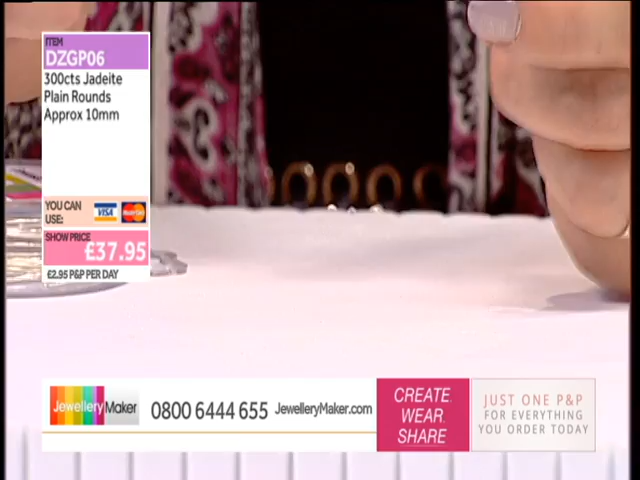 ITEM
DZGP06
300cts Jadeite
Plain Rounds
Approx 10mm
YOU CAN
USE:
VISA
MasterCard
SHOW PRICE
£37.95
£2.95 P&P PER DAY
JewelleryMaker
0800 6444 655
JewelleryMaker.com
CREATE.
WEAR.
SHARE
JUST ONE P&P
FOR EVERYTHING
YOU ORDER TODAY